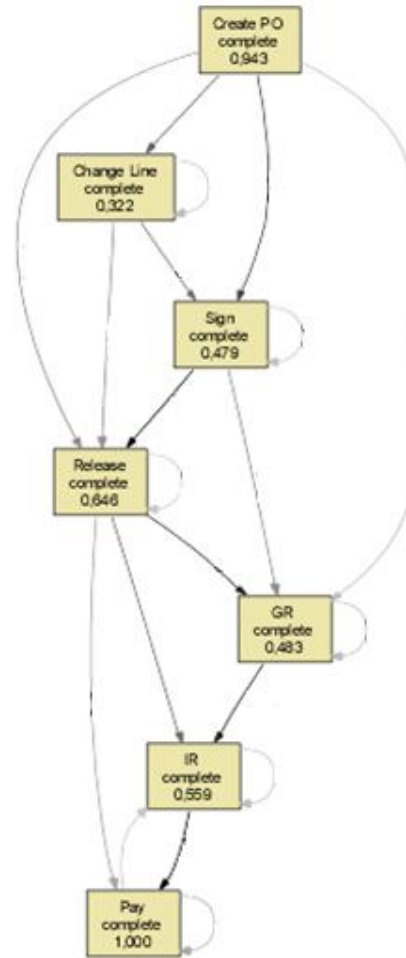 Create PO
complete
0,943
Change Line
complete
0,322
Sign
complete
0,479
Release
complete
0,646
GR
complete
0,483
IR
complete
0,559
Pay
complete
1,000